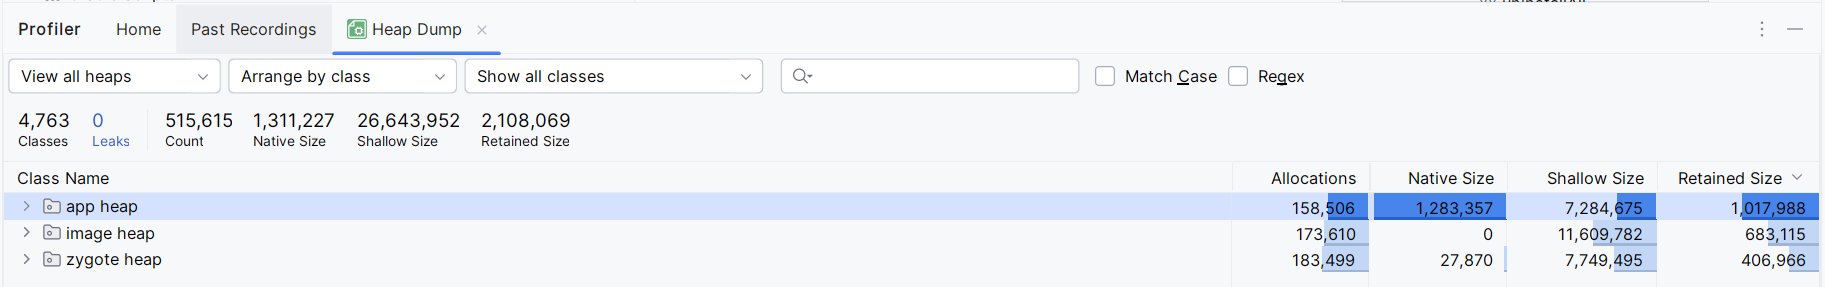 Profiler Home Past Recordings Heap Dump
View all heaps Arrange by class Show all classes Match Case Regex
4,763 0 515,615 1,311,227 26,643,952 2,108,069
Classes Leaks Count Native Size Shallow Size Retained Size
Class Name Allocations Native Size Shallow Size Retained Size
app heap 158,506 1,283,357 7,284,675 1,017,988
image heap 173,610 0 11,609,782 683,115
zygote heap 183,499 27,870 7,749,495 406,966